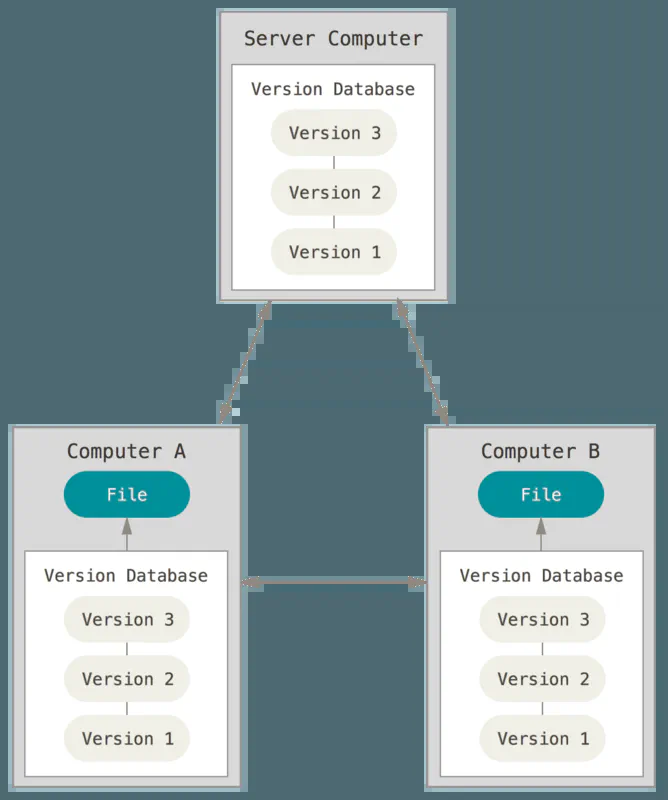 Server Computer
Version Database
Version 3
Version 2
Version 1
Computer A
File
Version Database
Version 3
Version 2
Version 1
Computer B
File
Version Database
Version 3
Version 2
Version 1